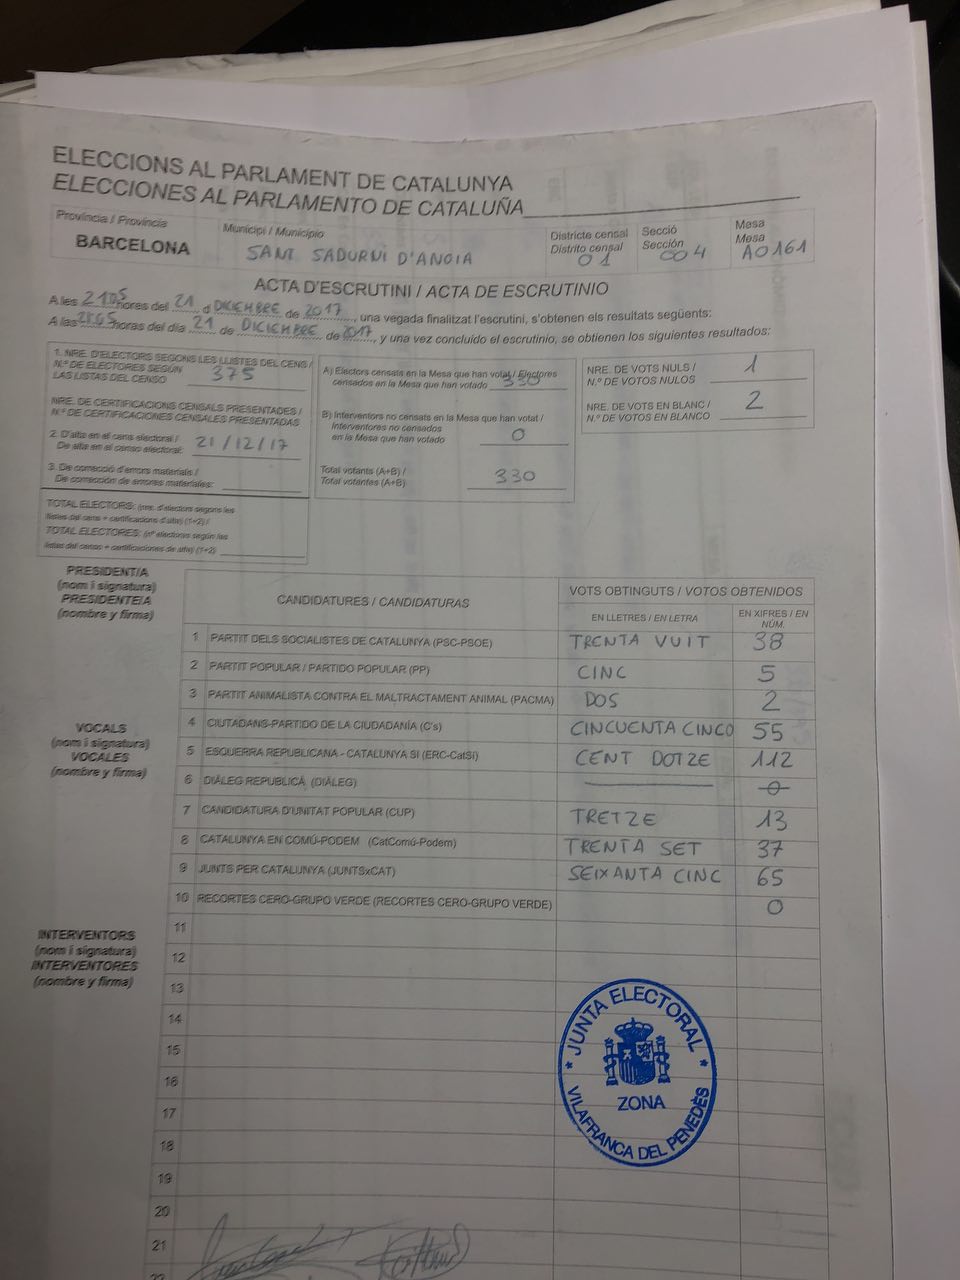 ELECCIONS AL PARLAMENT DE CATALUNYA
ELECCIONES AL PARLAMENTO DE CATALUÑA
Província / Provincia
BARCELONA
Municipi / Municipio
SANT SADURNÍ D'ANOIA
Districte censal
Distrito censal
01
Secció
Sección
004
Mesa
Mesa
A0161
ACTA D'ESCRUTINI / ACTA DE ESCRUTINIO
A les 2105 hores del 21 d DICIEMBRE de 2017, una vegada finalitzat l'escrutini, s'obtenen els resultats següents:
A las 2105 horas del día 21 de DICIEMBRE de 2017, y una vez concluido el escrutinio, se obtienen los siguientes resultados:
1. NRE. D'ELECTORS SEGONS LES LLISTES DEL CENS /
N.º DE ELECTORES SEGÚN
LAS LISTAS DEL CENSO 375
NRE. DE CERTIFICACIONS CENSALS PRESENTADES /
N.º DE CERTIFICACIONES CENSALES PRESENTADAS
2. D'alta en el cens electoral /
De alta en el censo electoral: 21/12/17
3. De correcció d'errors materials /
De corrección de errores materiales:
TOTAL ELECTORS: (nre. d'electors segons les
llistes del cens + certificacions d'alta) (1+2) /
TOTAL ELECTORES: (nº electores según las
listas del censo + certificaciones de alta) (1+2)
A) Electors censats en la Mesa que han votat / Electores
censados en la Mesa que han votado 330
B) Interventors no censats en la Mesa que han votat /
Interventores no censados
en la Mesa que han votado 0
Total votants (A+B) /
Total votantes (A+B) 330
NRE. DE VOTS NULS /
N.º DE VOTOS NULOS 1
NRE. DE VOTS EN BLANC /
N.º DE VOTOS EN BLANCO 2
PRESIDENT/A
(nom i signatura)
PRESIDENTE/A
(nombre y firma)
VOCALS
(nom i signatura)
VOCALES
(nombre y firma)
INTERVENTORS
(nom i signatura)
INTERVENTORES
(nombre y firma)
CANDIDATURES / CANDIDATURAS
VOTS OBTINGUTS / VOTOS OBTENIDOS
EN LLETRES / EN LETRA
EN XIFRES / EN
NÚM.
1 PARTIT DELS SOCIALISTES DE CATALUNYA (PSC-PSOE) TRENTA VUIT 38
2 PARTIT POPULAR / PARTIDO POPULAR (PP) CINC 5
3 PARTIT ANIMALISTA CONTRA EL MALTRACTAMENT ANIMAL (PACMA) DOS 2
4 CIUTADANS-PARTIDO DE LA CIUDADANÍA (C's) CINCUENTA CINCO 55
5 ESQUERRA REPUBLICANA - CATALUNYA SI (ERC-CatSí) CENT DOTZE 112
6 DIÀLEG REPUBLICÀ (DIÀLEG) 0
7 CANDIDATURA D'UNITAT POPULAR (CUP) TRETZE 13
8 CATALUNYA EN COMÚ-PODEM (CatComú-Podem) TRENTA SET 37
9 JUNTS PER CATALUNYA (JUNTSxCAT) SEIXANTA CINC 65
10 RECORTES CERO-GRUPO VERDE (RECORTES CERO-GRUPO VERDE) 0
11
12
13
14
15
16
17
18
19
20
21
22
* JUNTA ELECTORAL *
ZONA
VILAFRANCA DEL PENEDÈS